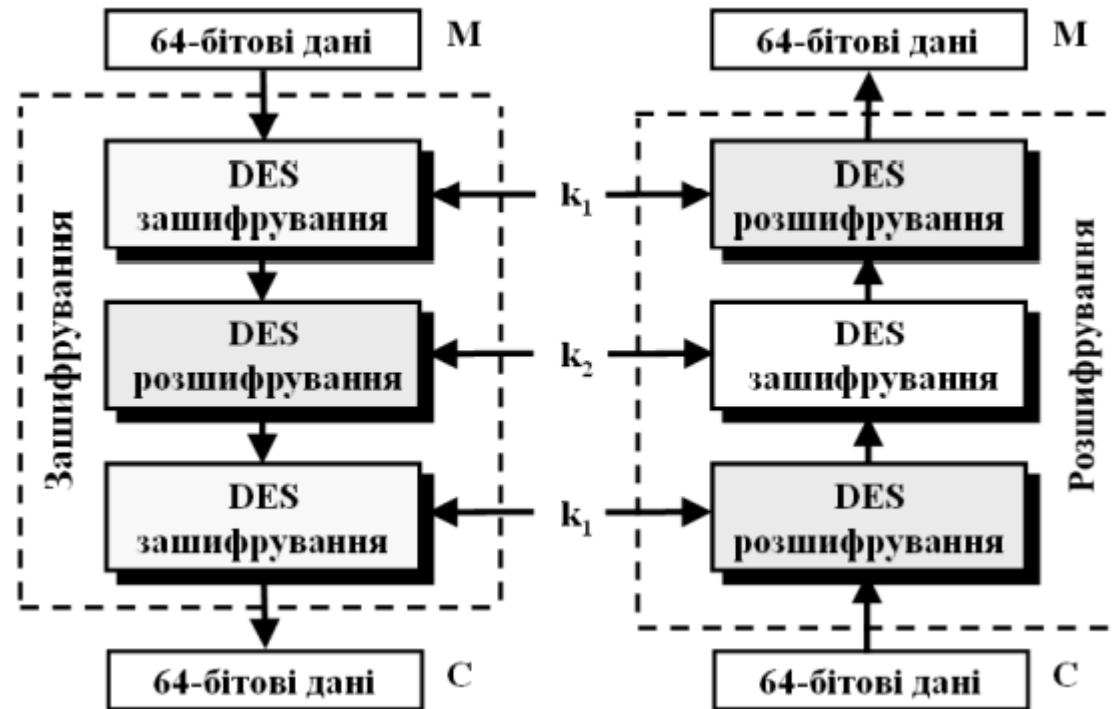 64-бітові дані M
DES
зашифрування
DES
розшифрування
DES
зашифрування
64-бітові дані C
Зашифрування
k₁
k₂
k₁
64-бітові дані M
DES
розшифрування
DES
зашифрування
DES
розшифрування
64-бітові дані C
Розшифрування